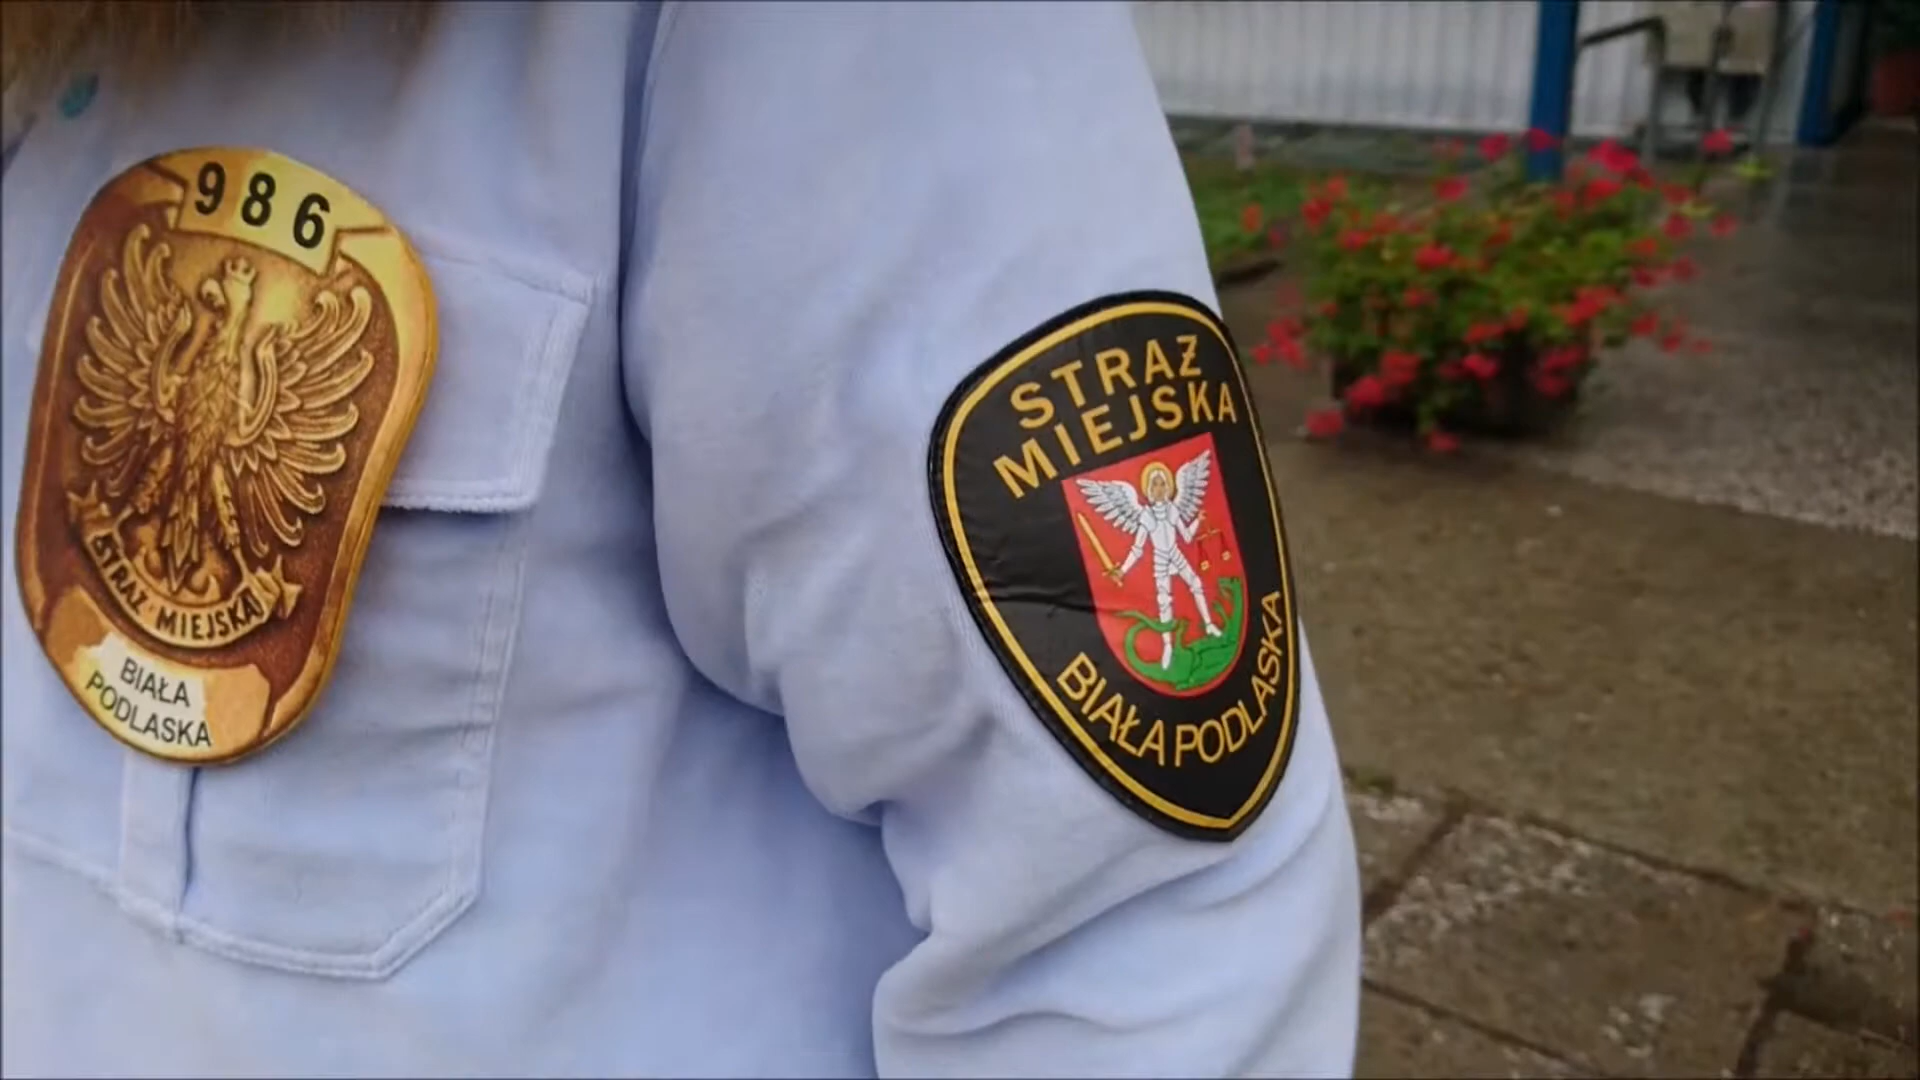 986
STRAŻ MIEJSKA
BIAŁA
PODLASKA
STRAŻ
MIEJSKA
BIAŁA PODLASKA